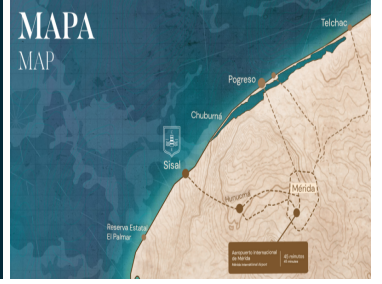 MAPA
MAP
Telchac
Pogreso
Chuburná
Sisal
Hunucmá
Mérida
Reserva Estatal
El Palmar
Aeropuerto Internacional
de Mérida
45 minutos